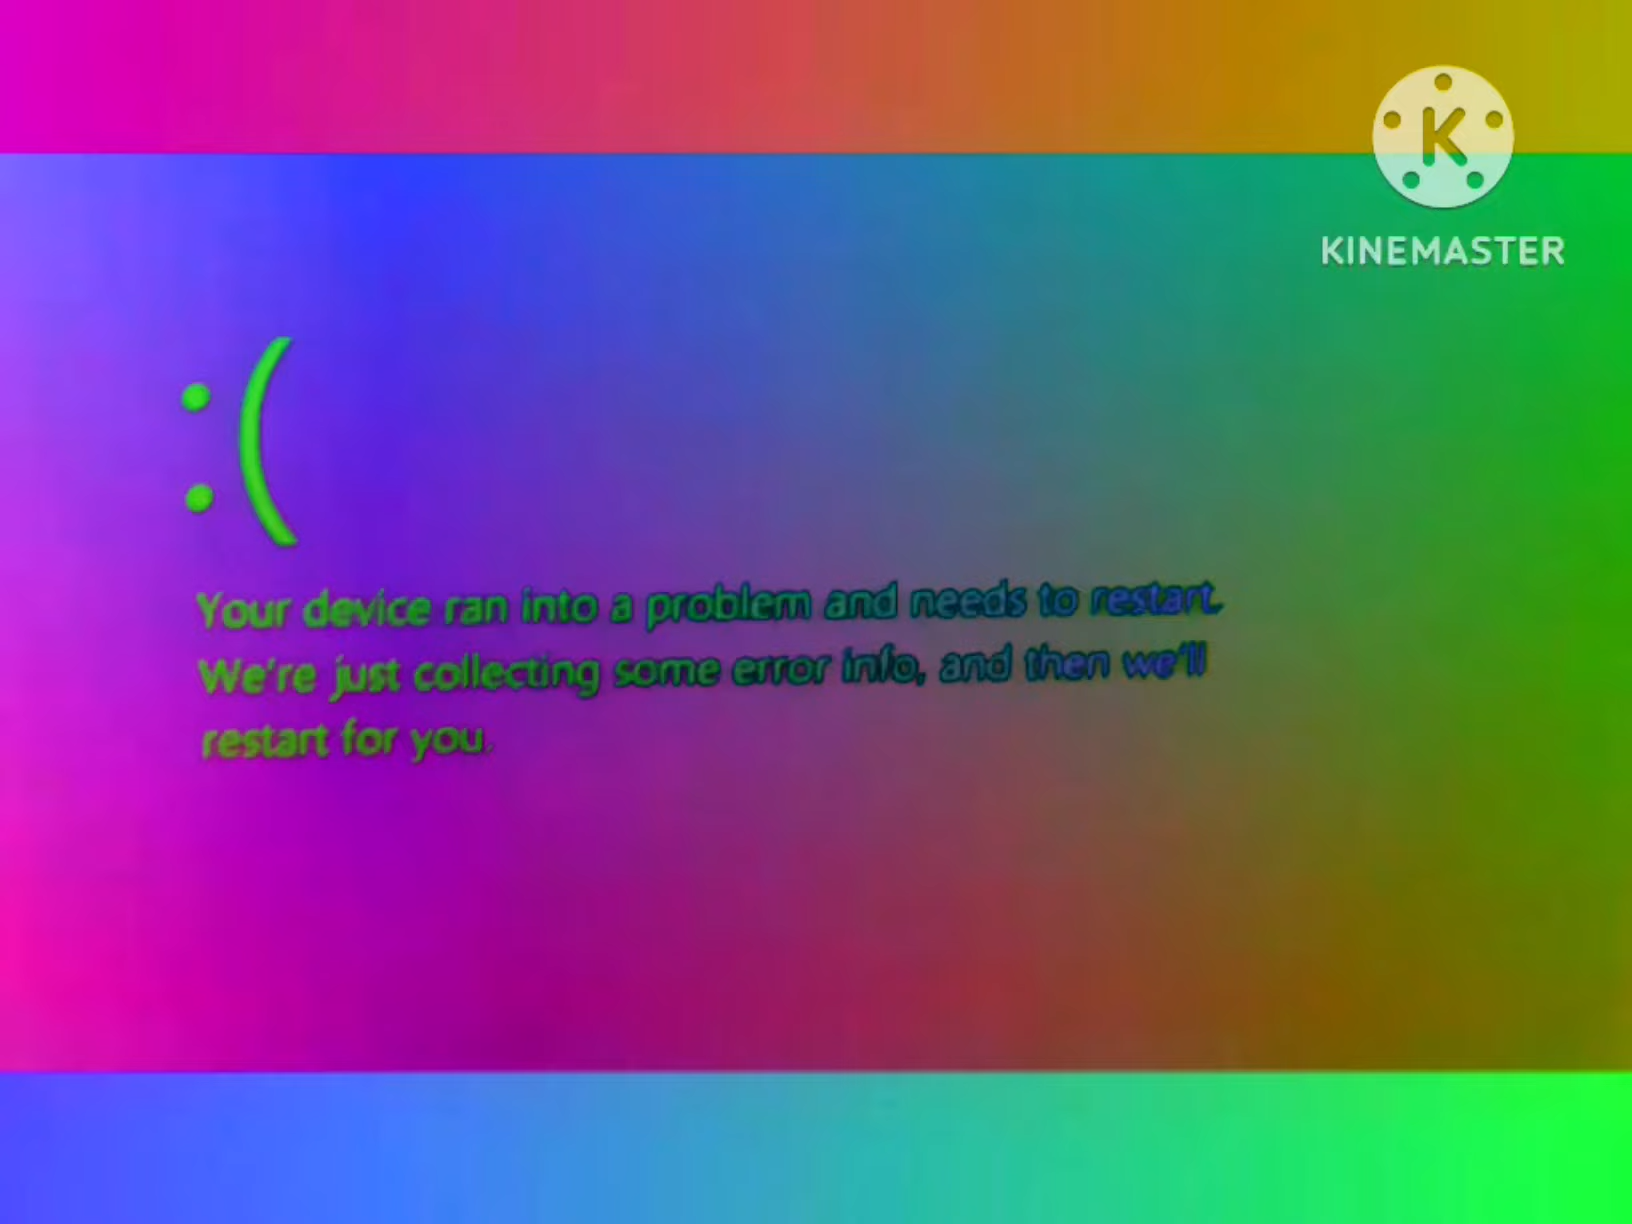 K
KINEMASTER
:(
Your device ran into a problem and needs to restart.
We're just collecting some error info, and then we'll
restart for you.